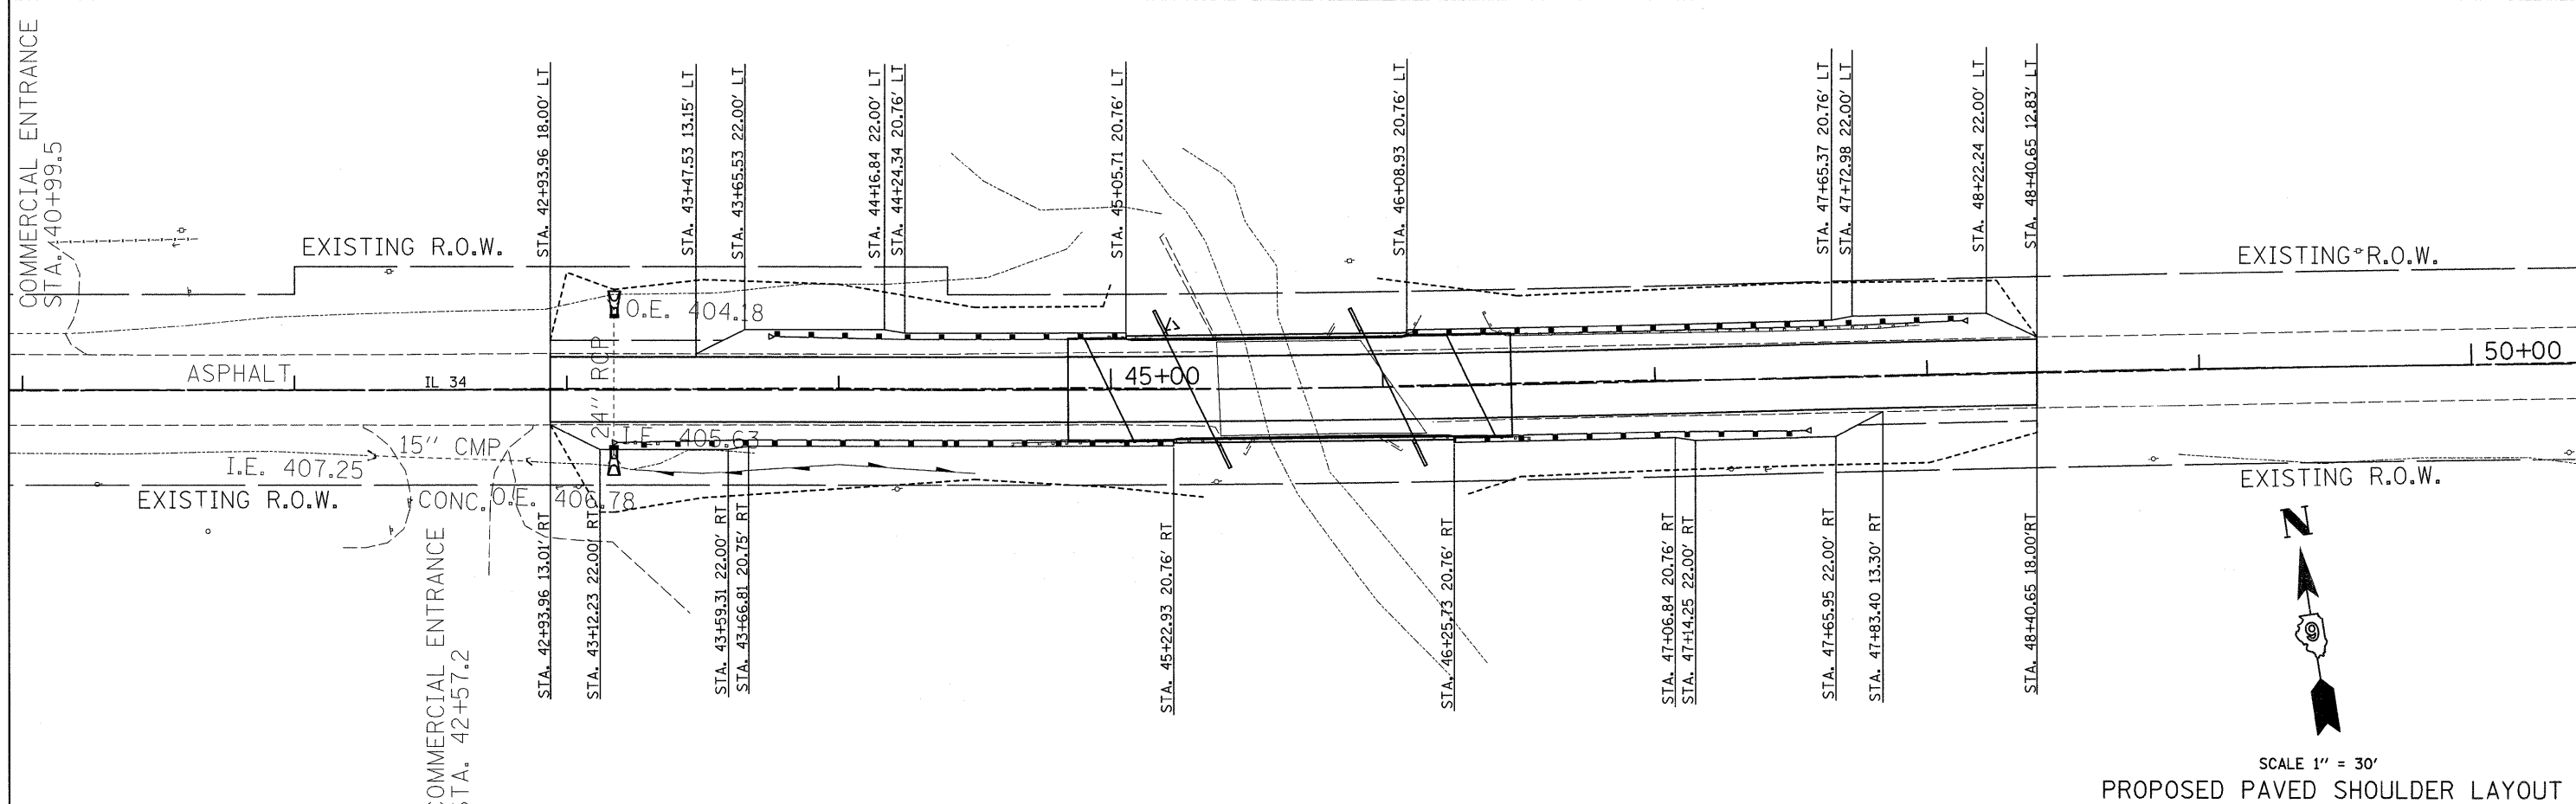 COMMERCIAL ENTRANCE
STA. 40+99.5
STA. 42+93.96 18.00' LT
STA. 43+47.53 13.15' LT
STA. 43+65.53 22.00' LT
STA. 44+16.84 22.00' LT
STA. 44+24.34 20.76' LT
STA. 45+05.71 20.76' LT
STA. 46+08.93 20.76' LT
STA. 47+65.37 20.76' LT
STA. 47+72.98 22.00' LT
STA. 48+22.24 22.00' LT
STA. 48+40.65 12.83' LT
EXISTING R.O.W.
EXISTING R.O.W.
O.E. 404.18
24" RCP
ASPHALT
IL 34
45+00
50+00
I.E. 405.63
15" CMP
I.E. 407.25
EXISTING R.O.W.
CONC.
O.E. 406.78
EXISTING R.O.W.
COMMERCIAL ENTRANCE
STA. 42+57.2
STA. 42+93.96 13.01' RT
STA. 43+12.23 22.00' RT
STA. 43+59.31 22.00' RT
STA. 43+66.81 20.75' RT
STA. 45+22.93 20.76' RT
STA. 46+25.73 20.76' RT
STA. 47+06.84 20.76' RT
STA. 47+14.25 22.00' RT
STA. 47+65.95 22.00' RT
STA. 47+83.40 13.30' RT
STA. 48+40.65 18.00'RT
N
SCALE 1" = 30'
PROPOSED PAVED SHOULDER LAYOUT